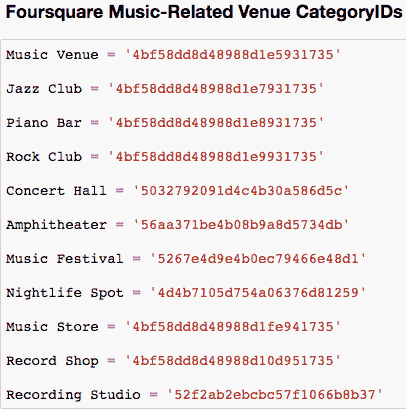 Foursquare Music-Related Venue CategoryIDs
Music Venue = '4bf58dd8d48988d1e5931735'
Jazz Club = '4bf58dd8d48988d1e7931735'
Piano Bar = '4bf58dd8d48988d1e8931735'
Rock Club = '4bf58dd8d48988d1e9931735'
Concert Hall = '5032792091d4c4b30a586d5c'
Amphitheater = '56aa371be4b08b9a8d5734db'
Music Festival = '5267e4d9e4b0ec79466e48d1'
Nightlife Spot = '4d4b7105d754a06376d81259'
Music Store = '4bf58dd8d48988d1fe941735'
Record Shop = '4bf58dd8d48988d10d951735'
Recording Studio = '52f2ab2ebcbc57f1066b8b37'